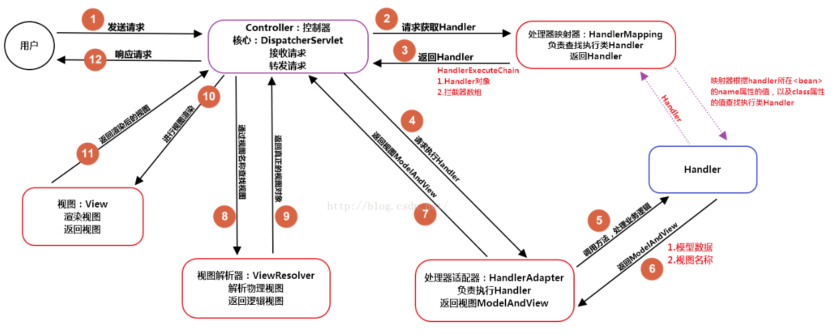 1
发送请求
用户
12
响应请求
Controller：控制器
核心：DispatcherServlet
接收请求
转发请求
2
请求获取Handler
3
返回Handler
HandlerExecuteChain
1.Handler对象
2.拦截器数组
处理器映射器：HandlerMapping
负责查找执行类Handler
返回Handler
映射器根据handler所在<bean>
的name属性的值，以及class属性
的值查找执行类Handler
Handler
Handler
4
请求执行Handler
5
调用方法，处理业务逻辑
6
返回ModelAndView
1.模型数据
2.视图名称
处理器适配器：HandlerAdapter
负责执行Handler
返回视图ModelAndView
7
返回视图ModelAndView
8
通过视图名称查找视图
9
返回真正的视图对象
视图解析器：ViewResolver
解析物理视图
返回逻辑视图
10
进行视图渲染
11
返回渲染后的视图
视图：View
渲染视图
返回视图